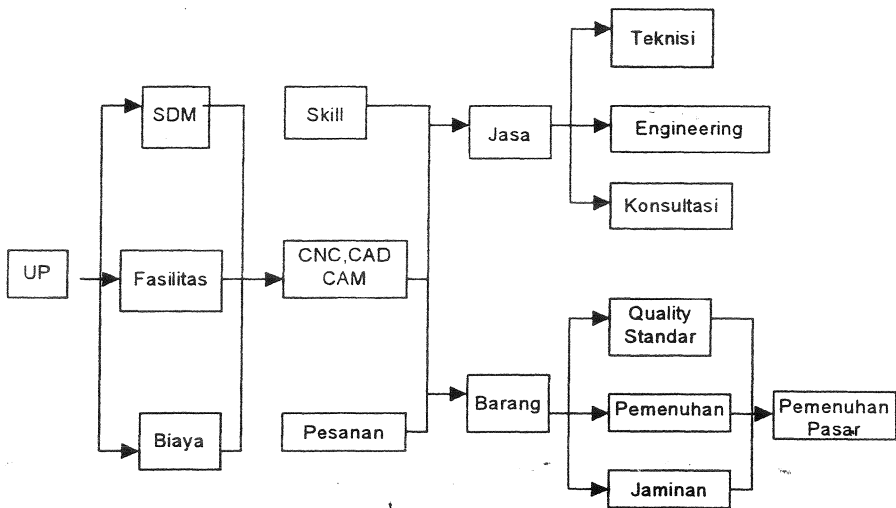 Teknisi
SDM
Skill
Jasa
Engineering
Konsultasi
UP
Fasilitas
CNC,CAD
CAM
Quality
Standar
Barang
Pemenuhan
Pemenuhan
Pasar
Biaya
Pesanan
Jaminan